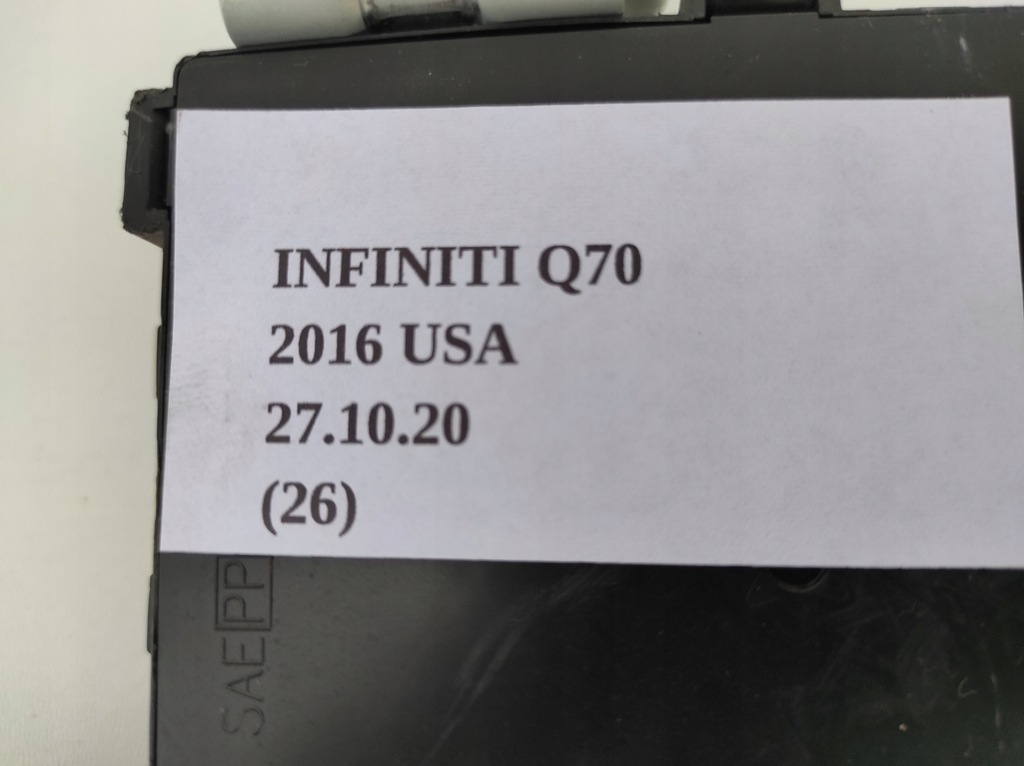 INFINITI Q70
2016 USA
27.10.20
(26)
SAE PP